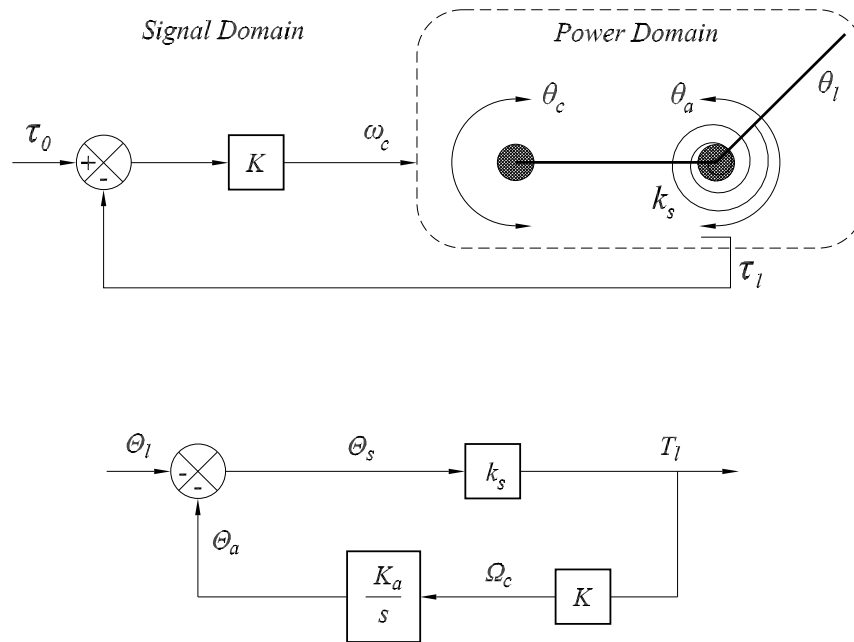 Signal Domain
Power Domain
τ0
+
-
K
ωc
θc
θa
θl
ks
τl
Θl
-
-
Θs
ks
Tl
Θa
Ka
s
Ωc
K